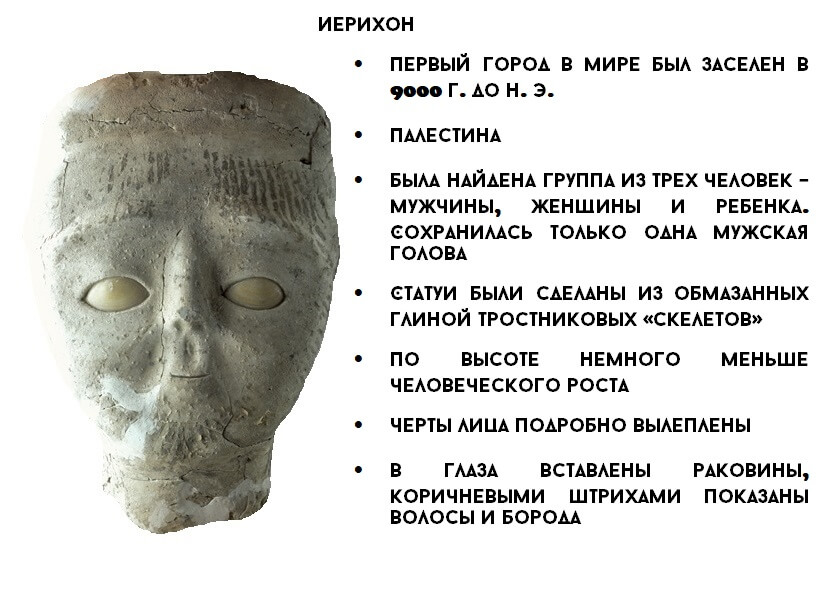 ИЕРИХОН
• ПЕРВЫЙ ГОРОД В МИРЕ БЫЛ ЗАСЕЛЕН В
9000 Г. ДО Н. Э.
• ПАЛЕСТИНА
• БЫЛА НАЙДЕНА ГРУППА ИЗ ТРЕХ ЧЕЛОВЕК –
МУЖЧИНЫ, ЖЕНЩИНЫ И РЕБЕНКА.
СОХРАНИЛАСЬ ТОЛЬКО ОДНА МУЖСКАЯ
ГОЛОВА
• СТАТУИ БЫЛИ СДЕЛАНЫ ИЗ ОБМАЗАННЫХ
ГЛИНОЙ ТРОСТНИКОВЫХ «СКЕЛЕТОВ»
• ПО ВЫСОТЕ НЕМНОГО МЕНЬШЕ
ЧЕЛОВЕЧЕСКОГО РОСТА
• ЧЕРТЫ ЛИЦА ПОДРОБНО ВЫЛЕПЛЕНЫ
• В ГЛАЗА ВСТАВЛЕНЫ РАКОВИНЫ,
КОРИЧНЕВЫМИ ШТРИХАМИ ПОКАЗАНЫ
ВОЛОСЫ И БОРОДА